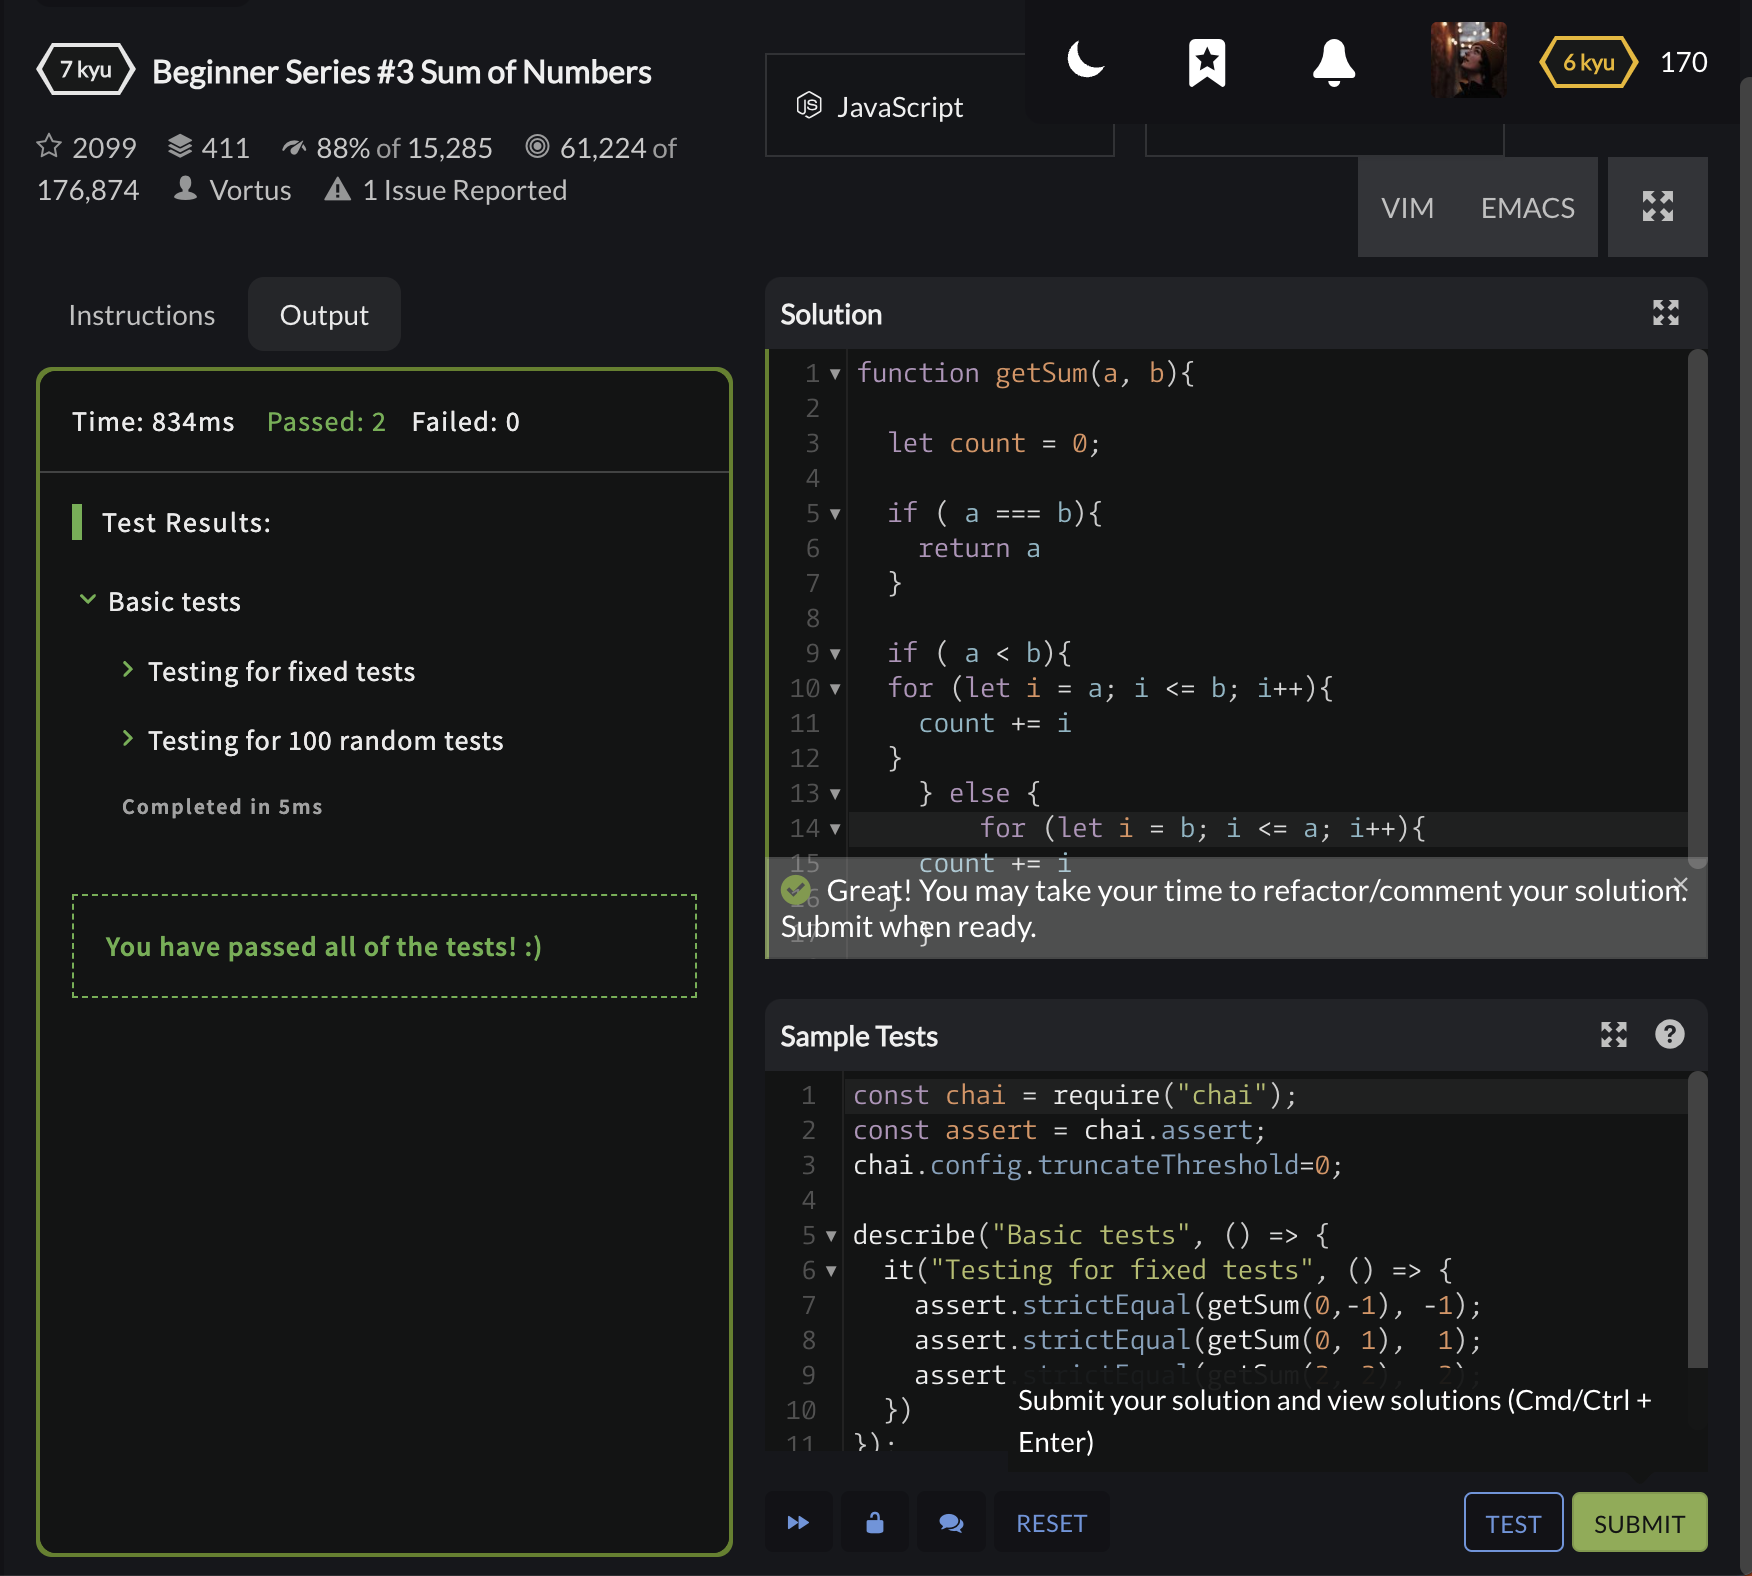 7 kyu
Beginner Series #3 Sum of Numbers
2099 411 88% of 15,285 61,224 of
176,874 Vortus 1 Issue Reported
JavaScript
6 kyu 170
VIM EMACS
Instructions
Output
Time: 834ms Passed: 2 Failed: 0
Test Results:
Basic tests
Testing for fixed tests
Testing for 100 random tests
Completed in 5ms
You have passed all of the tests! :)
Solution
1 function getSum(a, b){
2
3 let count = 0;
4
5 if ( a === b){
6 return a
7 }
8
9 if ( a < b){
10 for (let i = a; i <= b; i++){
11 count += i
12 }
13 } else {
14 for (let i = b; i <= a; i++){
15 count += i
16 }
17 }
Great! You may take your time to refactor/comment your solution.
Submit when ready.
Sample Tests
1 const chai = require("chai");
2 const assert = chai.assert;
3 chai.config.truncateThreshold=0;
4
5 describe("Basic tests", () => {
6 it("Testing for fixed tests", () => {
7 assert.strictEqual(getSum(0,-1), -1);
8 assert.strictEqual(getSum(0, 1), 1);
9 assert.strictEqual(getSum(2, 2), 2);
10 })
11 });
Submit your solution and view solutions (Cmd/Ctrl +
Enter)
RESET
TEST
SUBMIT